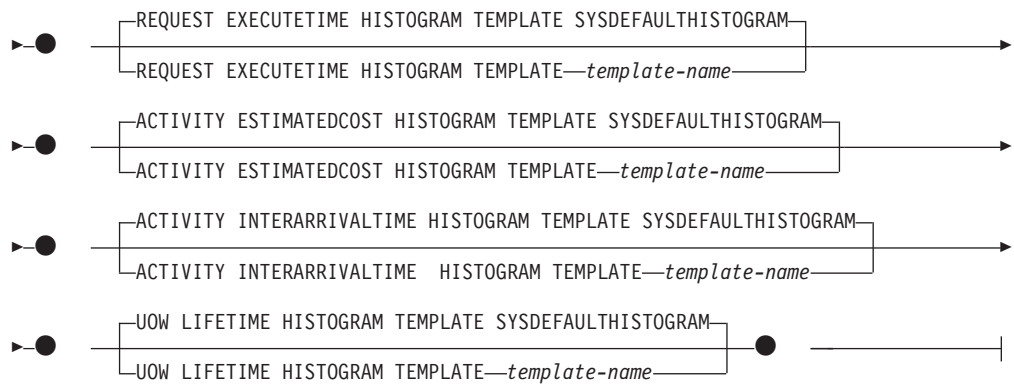 REQUEST EXECUTETIME HISTOGRAM TEMPLATE SYSDEFAULTHISTOGRAM
REQUEST EXECUTETIME HISTOGRAM TEMPLATE template-name
ACTIVITY ESTIMATEDCOST HISTOGRAM TEMPLATE SYSDEFAULTHISTOGRAM
ACTIVITY ESTIMATEDCOST HISTOGRAM TEMPLATE template-name
ACTIVITY INTERARRIVALTIME HISTOGRAM TEMPLATE SYSDEFAULTHISTOGRAM
ACTIVITY INTERARRIVALTIME HISTOGRAM TEMPLATE template-name
UOW LIFETIME HISTOGRAM TEMPLATE SYSDEFAULTHISTOGRAM
UOW LIFETIME HISTOGRAM TEMPLATE template-name